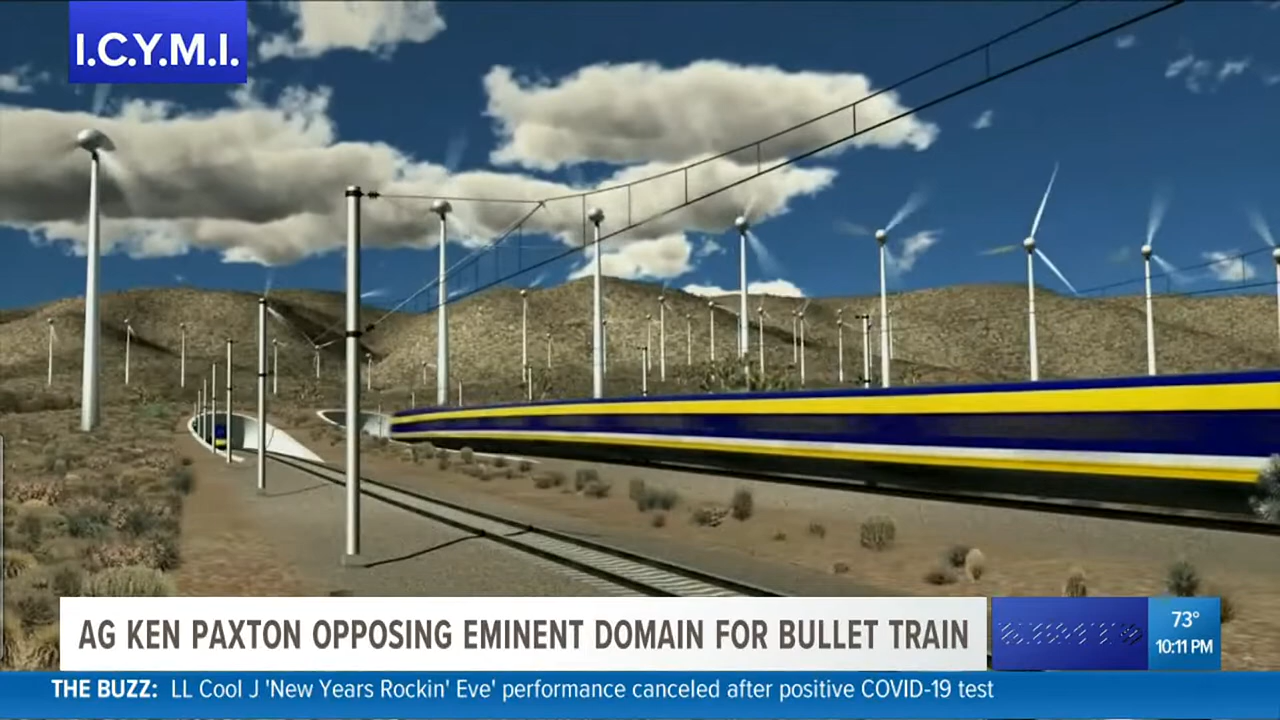 I.C.Y.M.I.
AG KEN PAXTON OPPOSING EMINENT DOMAIN FOR BULLET TRAIN
73°
10:11 PM
THE BUZZ: LL Cool J 'New Years Rockin' Eve' performance canceled after positive COVID-19 test